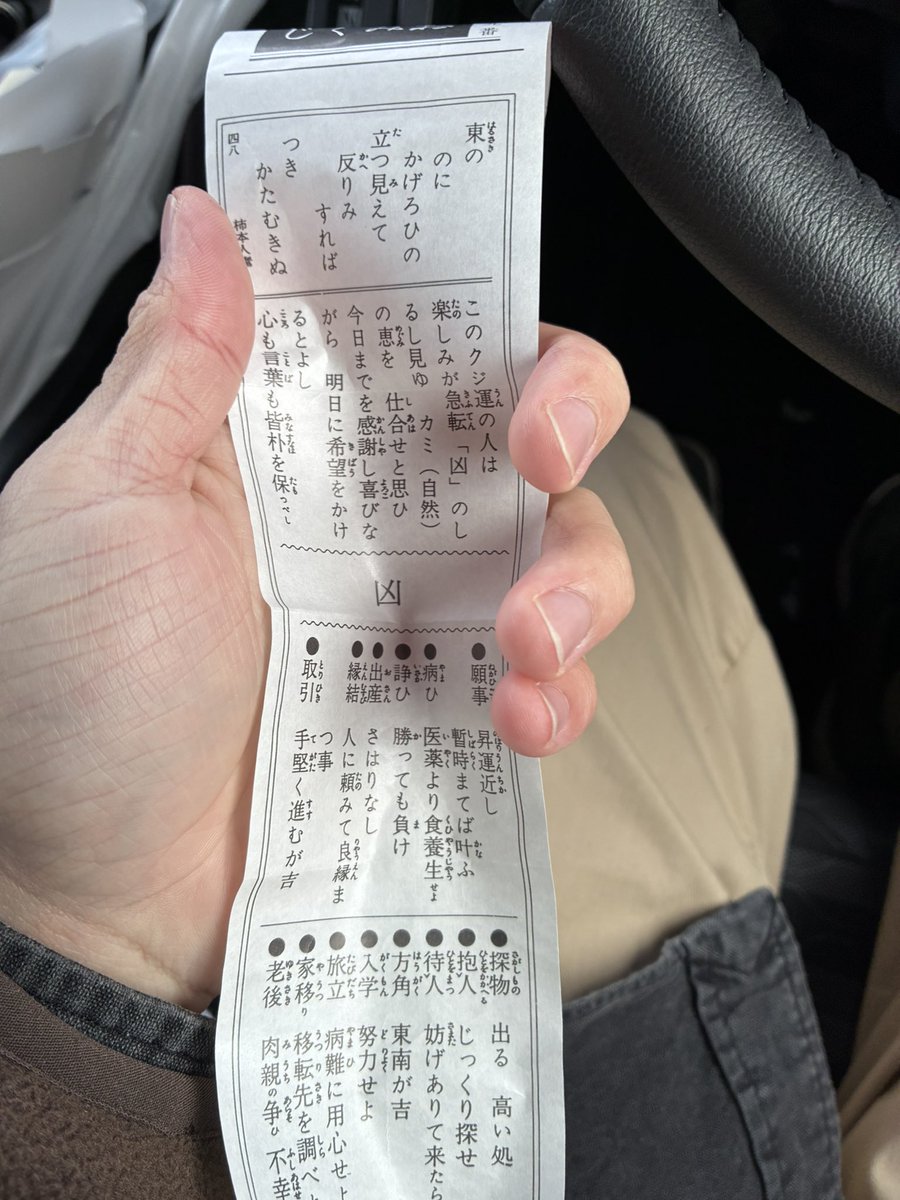 番
くじ
東の
のに
かげろひの
立つ見えて
反りみ
すれば
つき
かたむきぬ
柿本人
四八
このクジ運の人は
楽しみが急転「凶」のし
るし見ゆ カミ(自然)
の恵を 仕合せと思ひ
今日までを感謝し喜びな
がら 明日に希望をかけ
るとよし
心も言葉も皆朴を保つべし
凶
●願事 昇運近し
暫時まてば叶ふ
●病ひ 医薬より食養生せよ
●諍ひ 勝っても負け
●出産 さはりなし
●縁結 人に頼みて良縁ま
つ事
●取引 手堅く進むが吉
●探物 出る 高い処
●抱人 じっくり探せ
●待人 妨げありて来たら
●方角 東南が吉
●入学 努力せよ
●旅立 病難に用心せよ
●家移り 移転先を調べ
●老後 肉親の争ひ 不幸